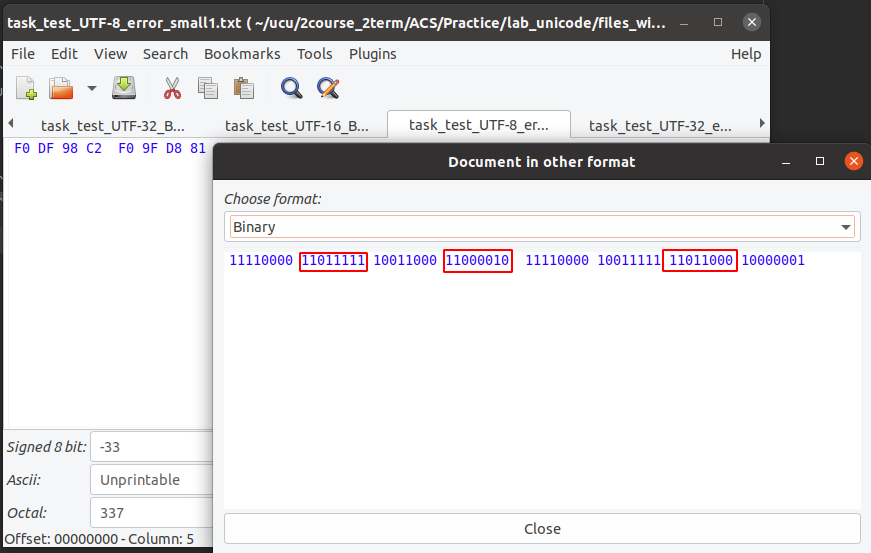 task_test_UTF-8_error_small1.txt ( ~/ucu/2course_2term/ACS/Practice/lab_unicode/files_wi...
File Edit View Search Bookmarks Tools Plugins Help
task_test_UTF-32_B... task_test_UTF-16_B... task_test_UTF-8_er... task_test_UTF-32_e...
F0 DF 98 C2 F0 9F D8 81
Document in other format
Choose format:
Binary
11110000 11011111 10011000 11000010 11110000 10011111 11011000 10000001
Signed 8 bit: -33
Ascii: Unprintable
Octal: 337
Offset: 00000000 - Column: 5
Close